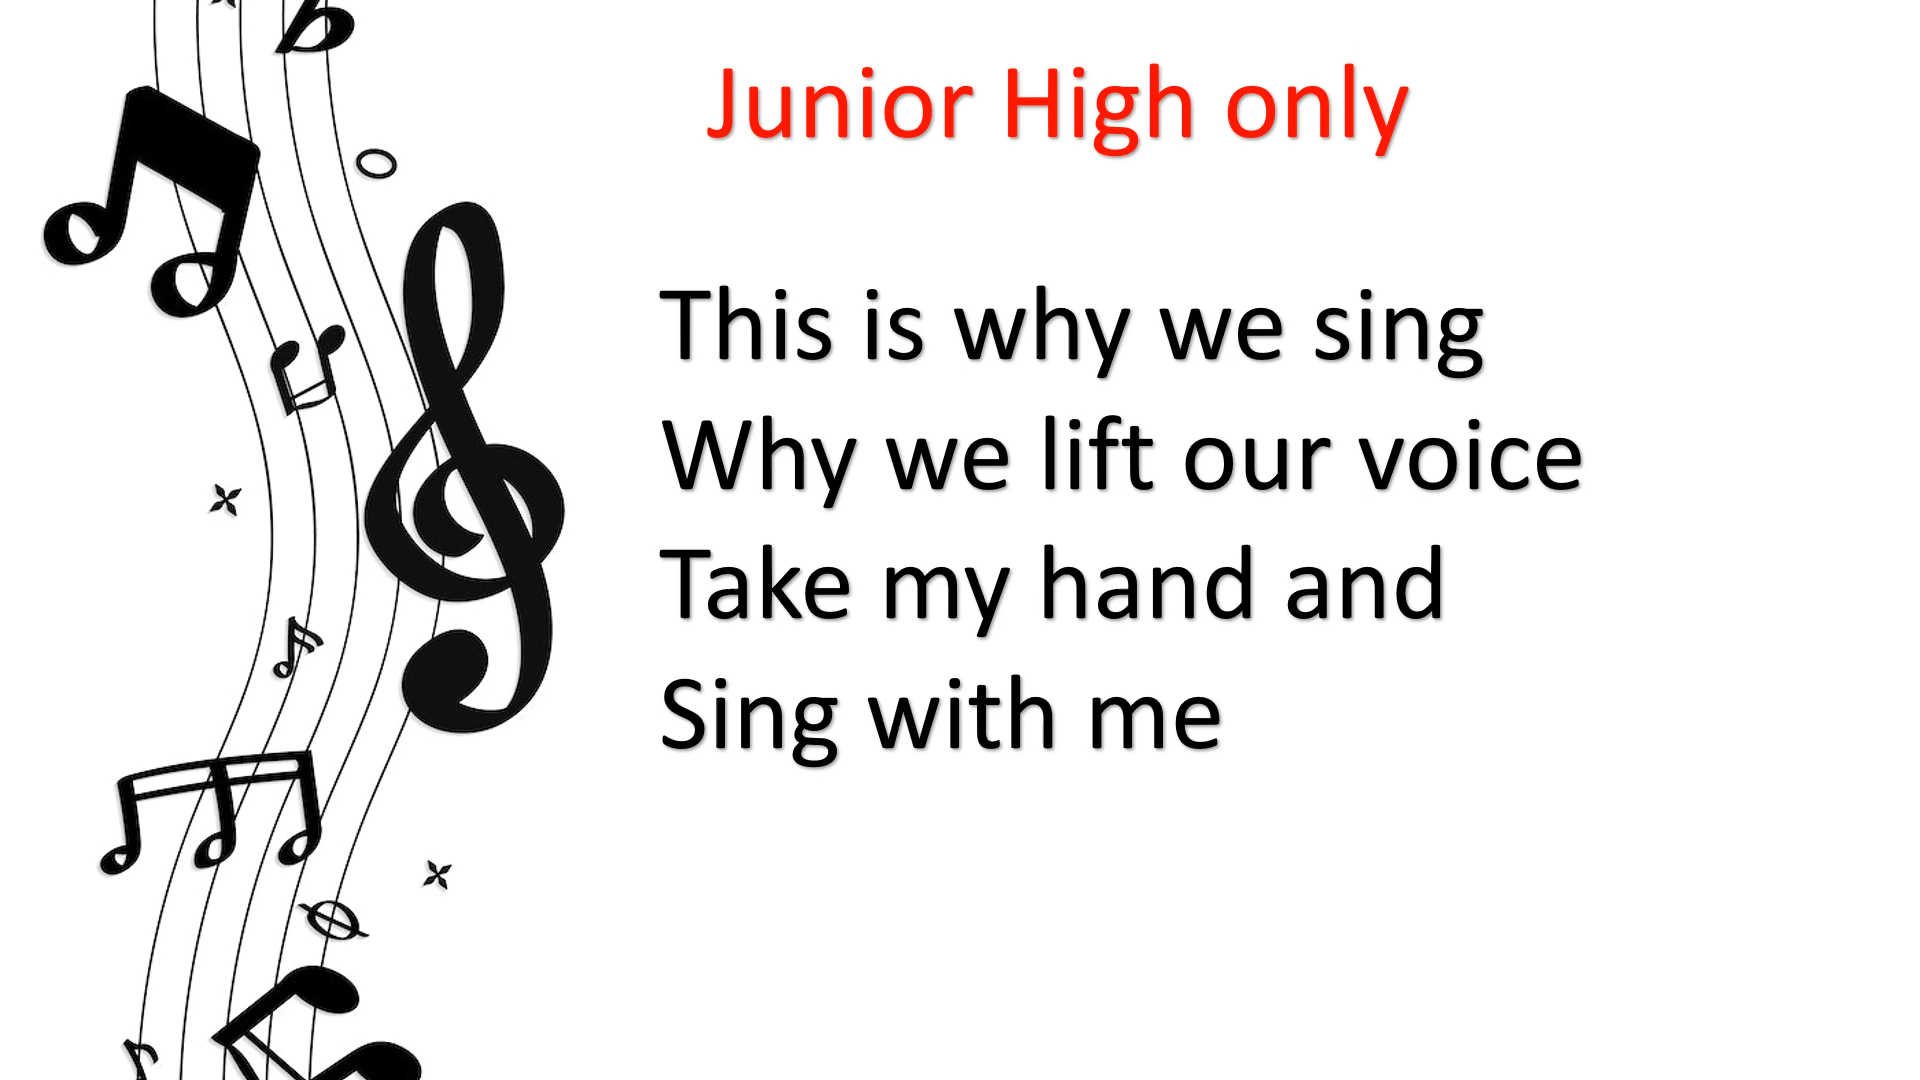 Junior High only
This is why we sing
Why we lift our voice
Take my hand and
Sing with me